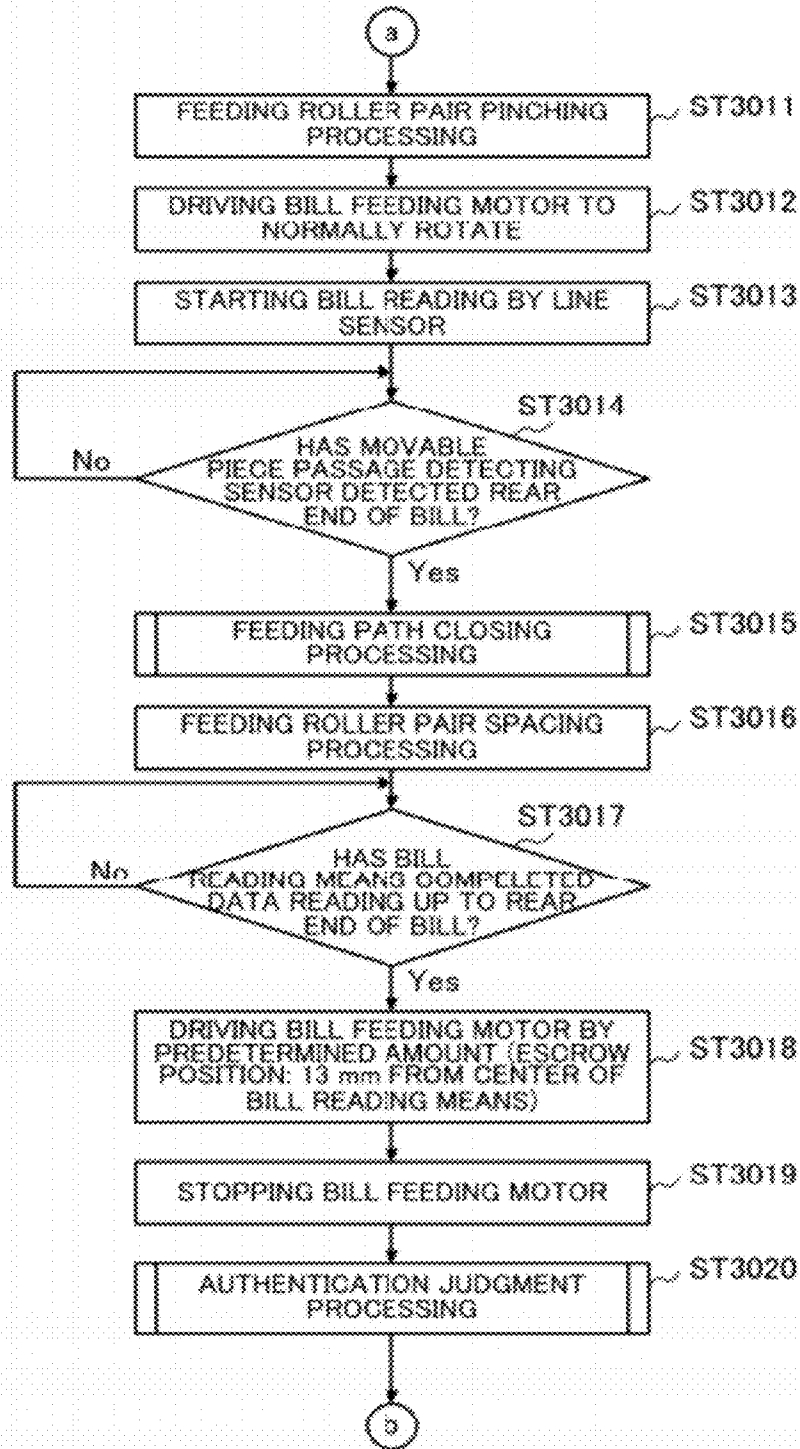 a
FEEDING ROLLER PAIR PINCHING
PROCESSING
ST3011
DRIVING BILL FEEDING MOTOR TO
NORMALLY ROTATE
ST3012
STARTING BILL READING BY LINE
SENSOR
ST3013
ST3014
HAS MOVABLE
PIECE PASSAGE DETECTING
SENSOR DETECTED REAR
END OF BILL?
No
Yes
FEEDING PATH CLOSING
PROCESSING
ST3015
FEEDING ROLLER PAIR SPACING
PROCESSING
ST3016
ST3017
HAS BILL
READING MEANS COMPELETED
DATA READING UP TO REAR
END OF BILL?
No
Yes
DRIVING BILL FEEDING MOTOR BY
PREDETERMINED AMOUNT (ESCROW
POSITION: 13 mm FROM CENTER OF
BILL READING MEANS)
ST3018
STOPPING BILL FEEDING MOTOR
ST3019
AUTHENTICATION JUDGMENT
PROCESSING
ST3020
b